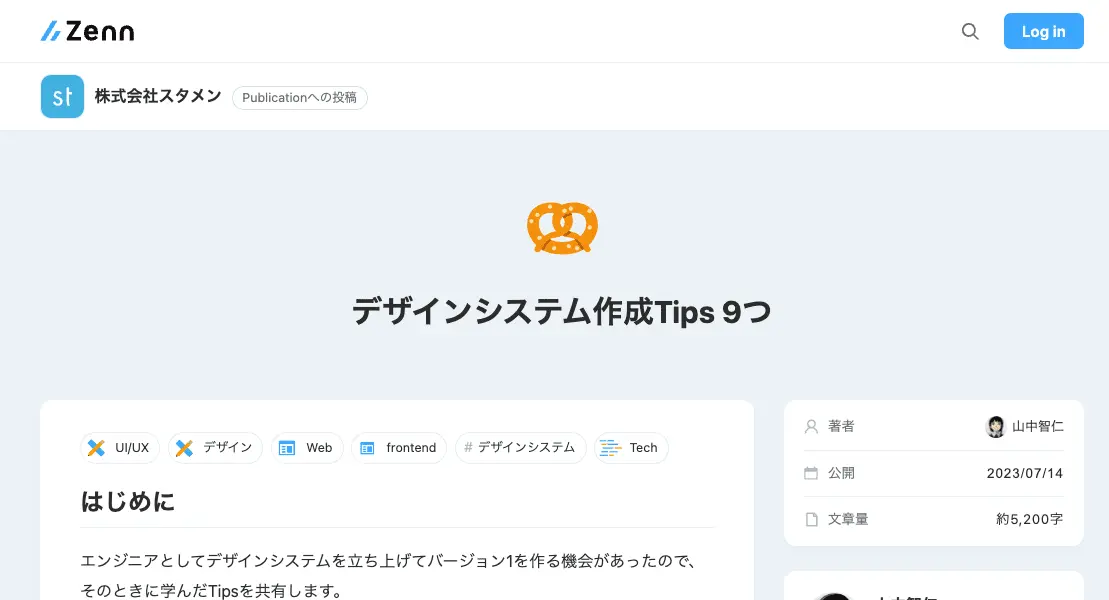 Zenn
Log in
st
株式会社スタメン
Publicationへの投稿
デザインシステム作成Tips 9つ
UI/UX
デザイン
Web
frontend
# デザインシステム
Tech
はじめに
エンジニアとしてデザインシステムを立ち上げてバージョン1を作る機会があったので、
そのときに学んだTipsを共有します。
著者 山中智仁
公開 2023/07/14
文章量 約5,200字